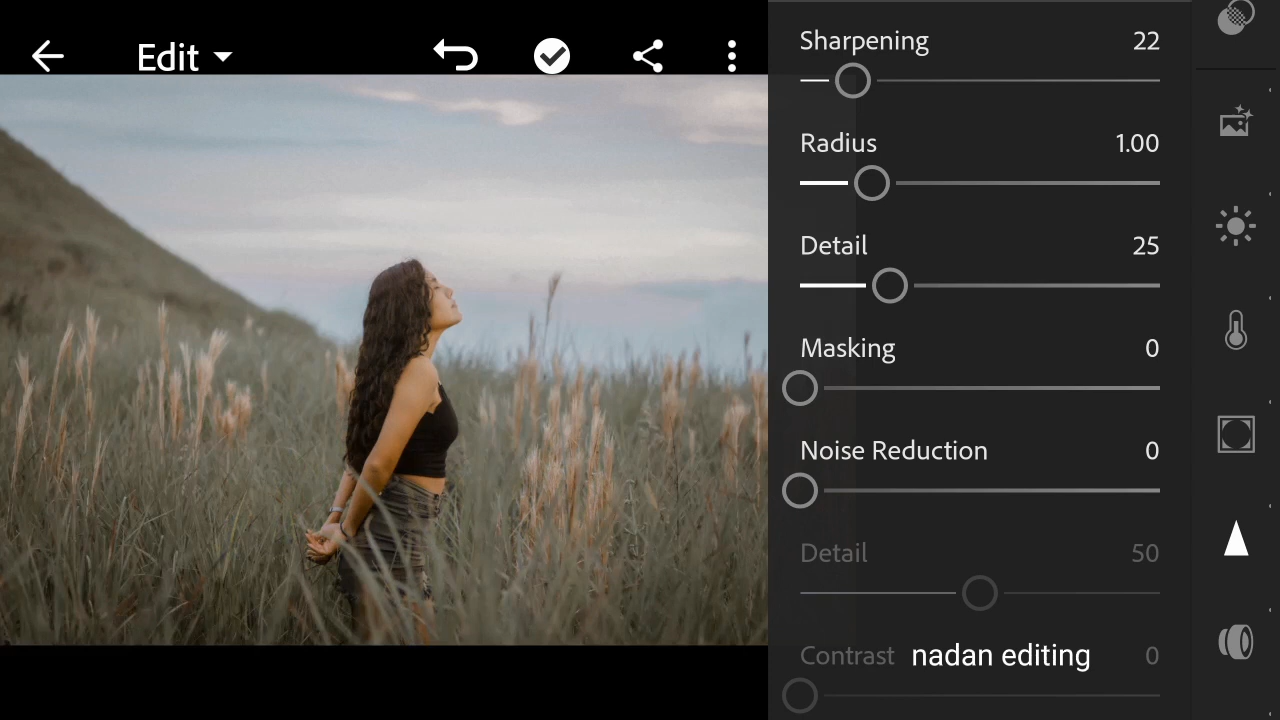 Edit
Sharpening 22
Radius 1.00
Detail 25
Masking 0
Noise Reduction 0
Detail 50
Contrast 0
nadan editing